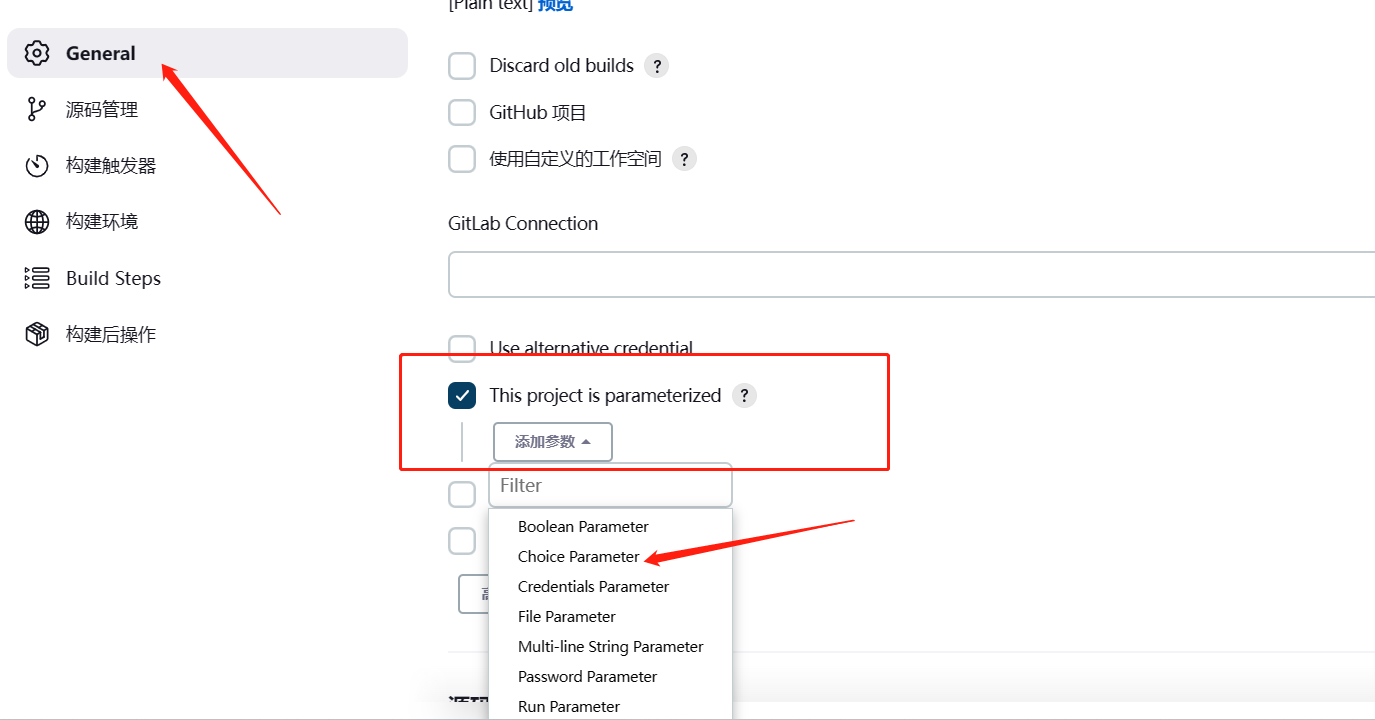 [Plain text] 预览
General
源码管理
构建触发器
构建环境
Build Steps
构建后操作
Discard old builds ?
GitHub 项目
使用自定义的工作空间 ?
GitLab Connection
Use alternative credential
This project is parameterized ?
添加参数
Filter
Boolean Parameter
Choice Parameter
Credentials Parameter
File Parameter
Multi-line String Parameter
Password Parameter
Run Parameter